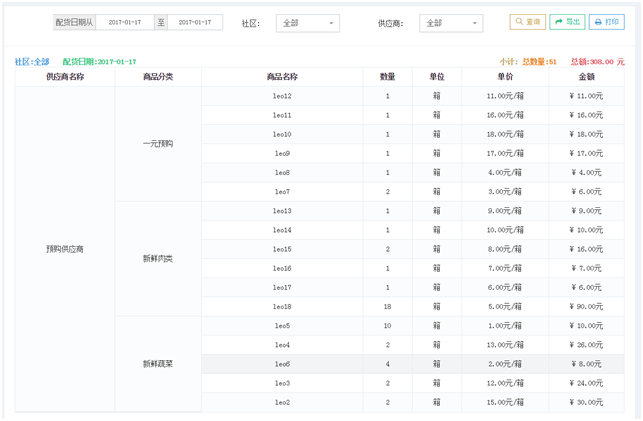 配货日期从 2017-01-17 至 2017-01-17 社区: 全部 供应商: 全部 查询 导出 打印
社区:全部 配货日期:2017-01-17 小计: 总数量:51 总额:308.00 元
供应商名称 商品分类 商品名称 数量 单位 单价 金额
leo12 1 箱 11.00元/箱 ¥ 11.00元
leo11 1 箱 16.00元/箱 ¥ 16.00元
leo10 1 箱 18.00元/箱 ¥ 18.00元
一元预购
leo9 1 箱 17.00元/箱 ¥ 17.00元
leo8 1 箱 4.00元/箱 ¥ 4.00元
leo7 2 箱 3.00元/箱 ¥ 6.00元
leo13 1 箱 9.00元/箱 ¥ 9.00元
leo14 1 箱 10.00元/箱 ¥ 10.00元
预购供应商 leo15 2 箱 8.00元/箱 ¥ 16.00元
新鲜肉类
leo16 1 箱 7.00元/箱 ¥ 7.00元
leo17 1 箱 6.00元/箱 ¥ 6.00元
leo18 18 箱 5.00元/箱 ¥ 90.00元
leo5 10 箱 1.00元/箱 ¥ 10.00元
leo4 2 箱 13.00元/箱 ¥ 26.00元
新鲜蔬菜 leo6 4 箱 2.00元/箱 ¥ 8.00元
leo3 2 箱 12.00元/箱 ¥ 24.00元
leo2 2 箱 15.00元/箱 ¥ 30.00元